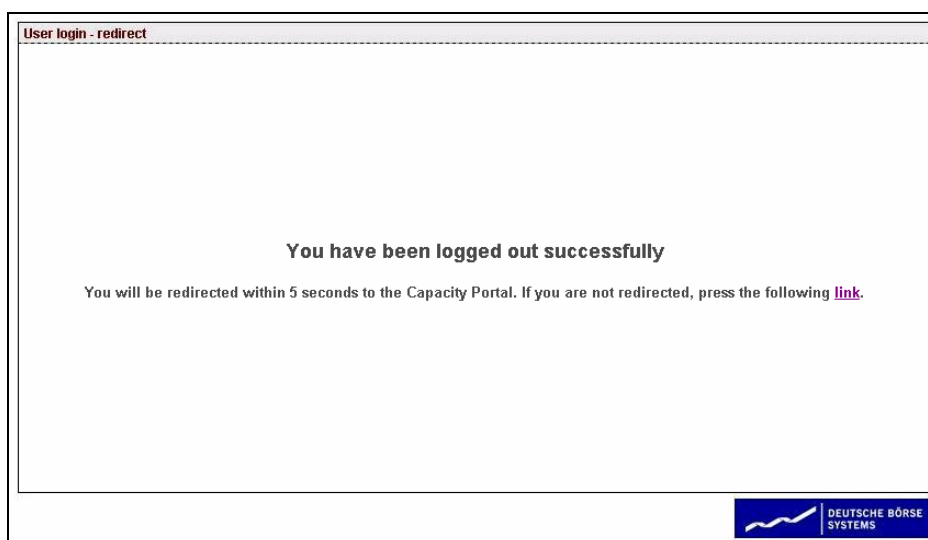 User login - redirect
You have been logged out successfully
You will be redirected within 5 seconds to the Capacity Portal. If you are not redirected, press the following link.
DEUTSCHE BÖRSE
SYSTEMS